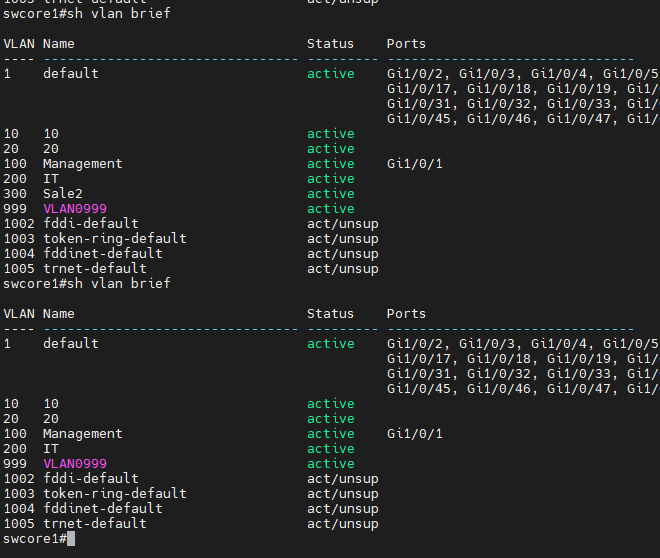 1005 trnet-default                     act/unsup
swcore1#sh vlan brief
VLAN Name                             Status    Ports
---- -------------------------------- --------- -------------------------------
1    default                          active    Gi1/0/2, Gi1/0/3, Gi1/0/4, Gi1/0/5
                                                Gi1/0/17, Gi1/0/18, Gi1/0/19, Gi1/
                                                Gi1/0/31, Gi1/0/32, Gi1/0/33, Gi1/
                                                Gi1/0/45, Gi1/0/46, Gi1/0/47, Gi1/
10   10                               active
20   20                               active
100  Management                       active    Gi1/0/1
200  IT                               active
300  Sale2                            active
999  VLAN0999                         active
1002 fddi-default                     act/unsup
1003 token-ring-default               act/unsup
1004 fddinet-default                  act/unsup
1005 trnet-default                    act/unsup
swcore1#sh vlan brief
VLAN Name                             Status    Ports
---- -------------------------------- --------- -------------------------------
1    default                          active    Gi1/0/2, Gi1/0/3, Gi1/0/4, Gi1/0/5
                                                Gi1/0/17, Gi1/0/18, Gi1/0/19, Gi1/
                                                Gi1/0/31, Gi1/0/32, Gi1/0/33, Gi1/
                                                Gi1/0/45, Gi1/0/46, Gi1/0/47, Gi1/
10   10                               active
20   20                               active
100  Management                       active    Gi1/0/1
200  IT                               active
999  VLAN0999                         active
1002 fddi-default                     act/unsup
1003 token-ring-default               act/unsup
1004 fddinet-default                  act/unsup
1005 trnet-default                    act/unsup
swcore1#